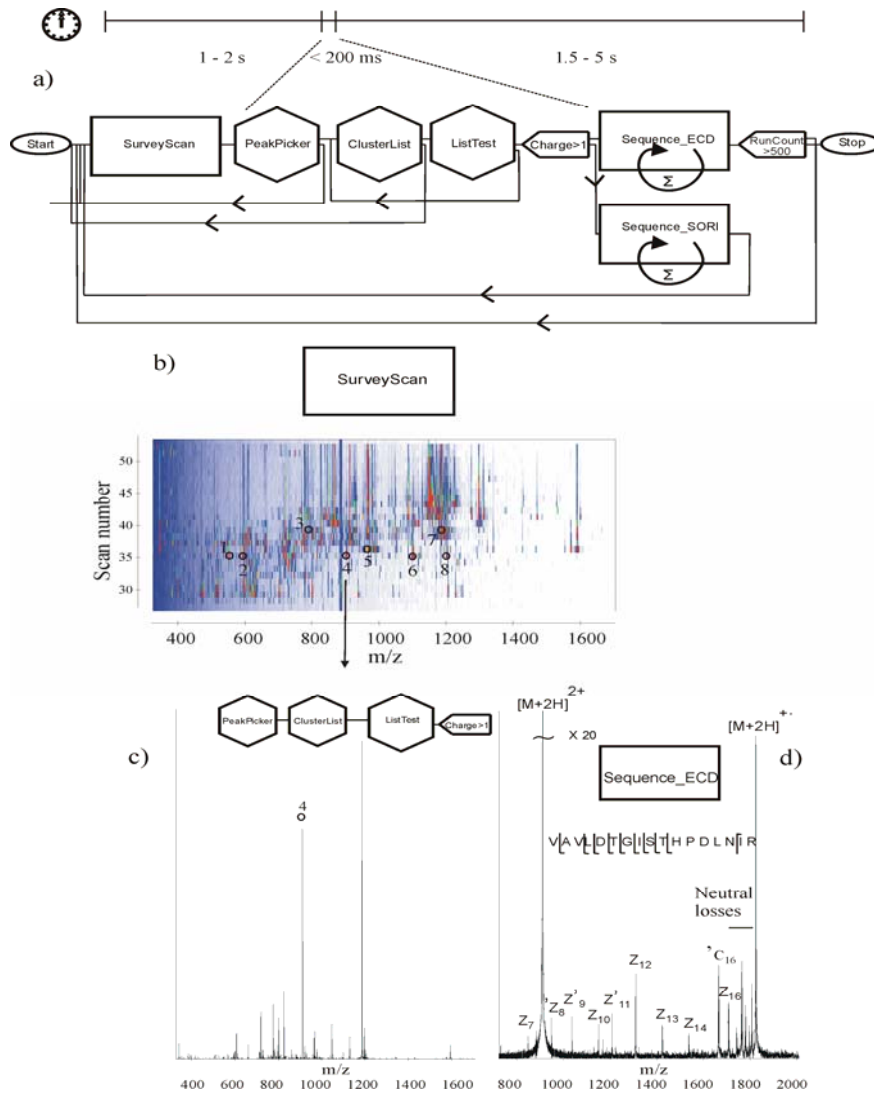 1 - 2 s
< 200 ms
1.5 - 5 s
a)
Start
SurveyScan
PeakPicker
ClusterList
ListTest
Charge>1
Sequence_ECD
Σ
RunCount
>500
Stop
Sequence_SORI
Σ
b)
SurveyScan
Scan number
50
45
40
35
30
1
2
3
4
5
6
7
8
400 600 800 1000 1200 1400 1600
m/z
c)
PeakPicker
ClusterList
ListTest
Charge>1
4
400 600 800 1000 1200 1400 1600
m/z
[M+2H]2+
X 20
[M+2H]+·
d)
Sequence_ECD
V A V L D T G I S T H P D L N I R
Neutral
losses
Z7
'Z8
Z'9
Z10
Z'11
Z12
Z13
Z14
'C16
Z16
800 1000 1200 1400 1600 1800 2000
m/z